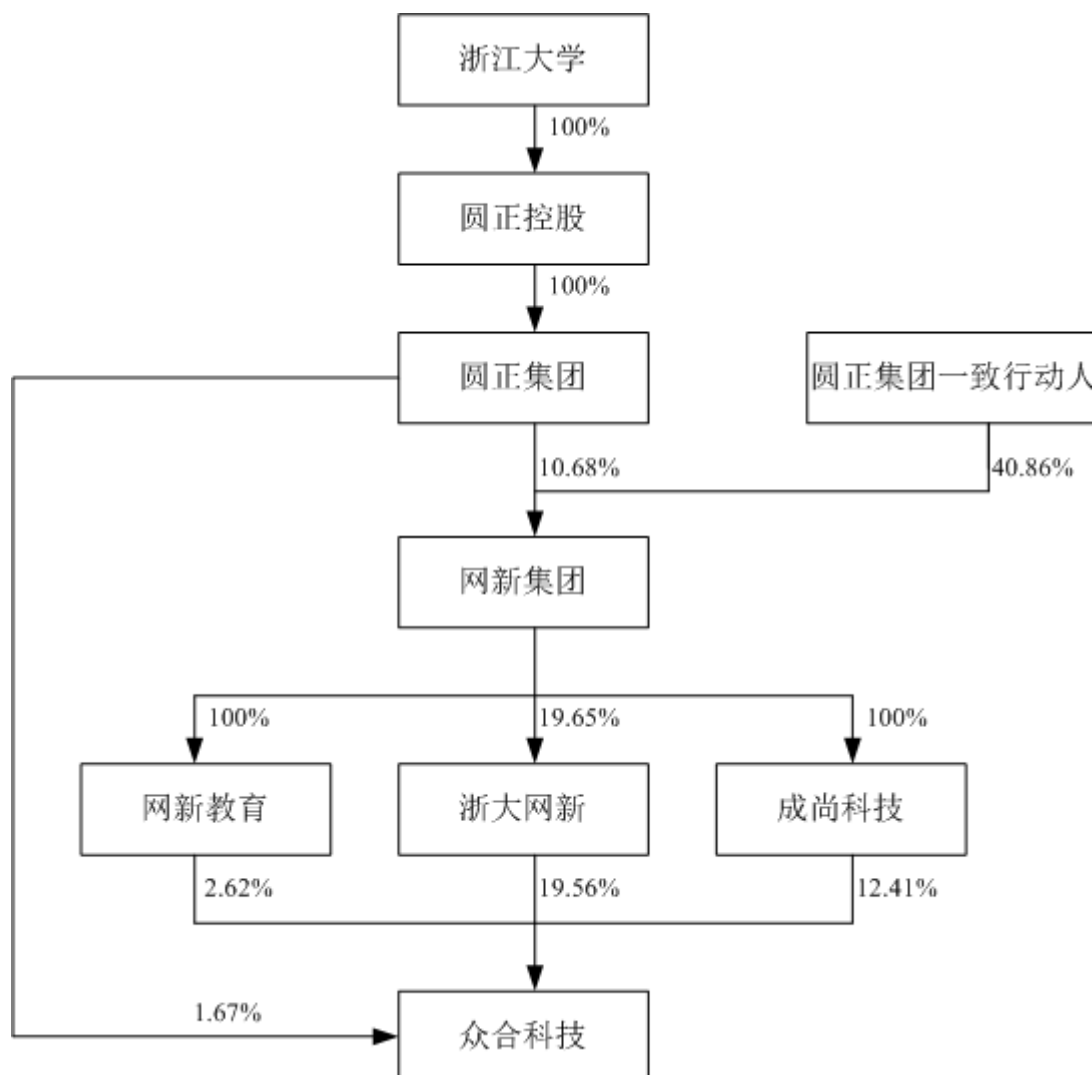 浙江大学
100%
圆正控股
100%
圆正集团
圆正集团一致行动人
10.68%
40.86%
网新集团
100%
19.65%
100%
网新教育
浙大网新
成尚科技
2.62%
19.56%
12.41%
1.67%
众合科技